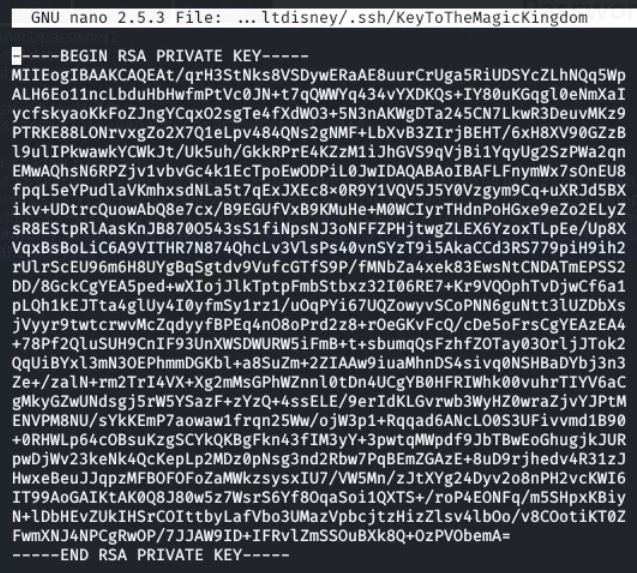 GNU nano 2.5.3 File: ...ltdisney/.ssh/KeyToTheMagicKingdom
-----BEGIN RSA PRIVATE KEY-----
MIIEogIBAAKCAQEAt/qrH3StNks8VSDywERaAE8uurCrUga5RiUDSYcZLhNQq5Wp
ALH6Eo11ncLbduHbHwfmPtVc0JN+t7qQWWYq434vYXDKQs+IY80uKGqgl0eNmXaI
ycfskyaoKkFoZJngYCqxO2sgTe4fXdWO3+5N3nAKWgDTa245CN7LkwR3DeuvMKz9
PTRKE88LONrvxgZo2X7Q1eLpv484QNs2gNMF+LbXvB3ZIrjBEHT/6xH8XV90GZzB
l9ulIPkwawkYCWkJt/Uk5uh/GkkRPrE4KZzM1iJhGVS9qVjBi1YqyUg2SzPWa2qn
EMwAQhsN6RPZjv1vbvGc4k1EcTpoEwODPiL0JwIDAQABAoIBAFLFnymWx7sOnEU8
fpqL5eYPudlaVKmhxsdNLa5t7qExJXEc8×0R9Y1VQV5J5Y0Vzgym9Cq+uXRJd5BX
ikv+UDtrcQuowAbQ8e7cx/B9EGUfVxB9KMuHe+M0WCIyrTHdnPoHGxe9eZo2ELyZ
sR8EStpRlAasKnJB870O543sS1fiNpsNJ3oNFFZPHjtwgZLEX6YzoxTLpEe/Up8X
VqxBsBoLiC6A9VITHR7N874QhcLv3VlsPs40vnSYzT9i5AkaCCd3RS779piH9ih2
rUlrScEU96m6H8UYgBqSgtdv9VufcGTfS9P/fMNbZa4xek83EwsNtCNDATmEPSS2
DD/8GckCgYEA5ped+wXIojJlkTptpFmbStbxz32I06RE7+Kr9VQOphTvDjwCf6a1
pLQh1kEJTta4glUy4I0yfmSy1rz1/uOqPYi67UQZowyvSCoPNN6guNtt3lUZDbXs
jVyyr9twtcrwvMcZqdyyfBPEq4nO8oPrd2z8+rOeGKvFcQ/cDe5oFrsCgYEAzEA4
+78Pf2QluSUH9CnIF93UnXWSDWURW5iFmB+t+sbumqQsFzhfZOTay03OrljJTok2
QqUiBYxl3mN3OEPhmmDGKbl+a8SuZm+2ZIAAw9iuaMhnDS4sivq0NSHBaDYbj3n3
Ze+/zalN+rm2TrI4VX+Xg2mMsGPhWZnnl0tDn4UCgYB0HFRIWhk00vuhrTIYV6aC
gMkyGZwUNdsgj5rW5YSazF+zYzQ+4ssELE/9erIdKLGvrwb3WyHZ0wraZjvYJPtM
ENVPM8NU/sYkKEmP7aowaw1frqn25Ww/ojW3p1+Rqqad6ANcLO0S3UFivvmd1B90
+0RHWLp64cOBsuKzgSCYkQKBgFkn43fIM3yY+3pwtqMWpdf9JbTBwEoGhugjkJUR
pwDjWv23keNk4QcKepLp2MDz0pNsg3nd2Rbw7PqBEmZGAzE+8uD9rjhedv4R31zJ
HwxeBeuJJqpzMFBOFOFoZaMWkzsysxIU7/VW5Mn/zJtXYg24Dyv2o8nPH2vcKWI6
IT99AoGAIKtAK0Q8J80w5z7WsrS6Yf8OqaSoi1QXTS+/roP4EONFq/m5SHpxKBiy
N+lDbHEvZUkIHSrCOIttbyLafVbo3UMazVpbcjtzHizZlsv4lbOo/v8COotiKT0Z
FwmXNJ4NPCgRwOP/7JJAW9ID+IFRvlZmSSOuBXk8Q+OzPVObemA=
-----END RSA PRIVATE KEY-----